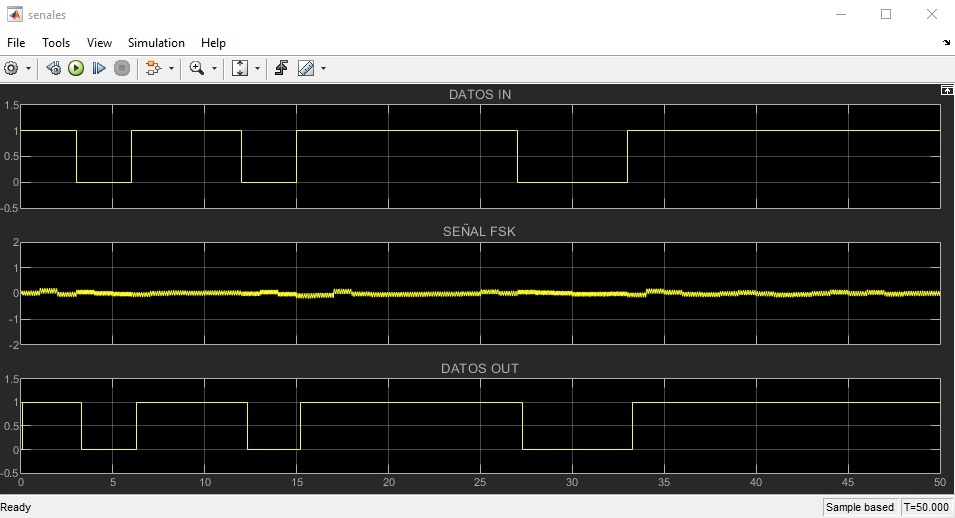 senales
File Tools View Simulation Help
DATOS IN
1.5
1
0.5
0
-0.5
SEÑAL FSK
2
1
0
-1
-2
DATOS OUT
1.5
1
0.5
0
-0.5
0 5 10 15 20 25 30 35 40 45 50
Ready Sample based T=50.000